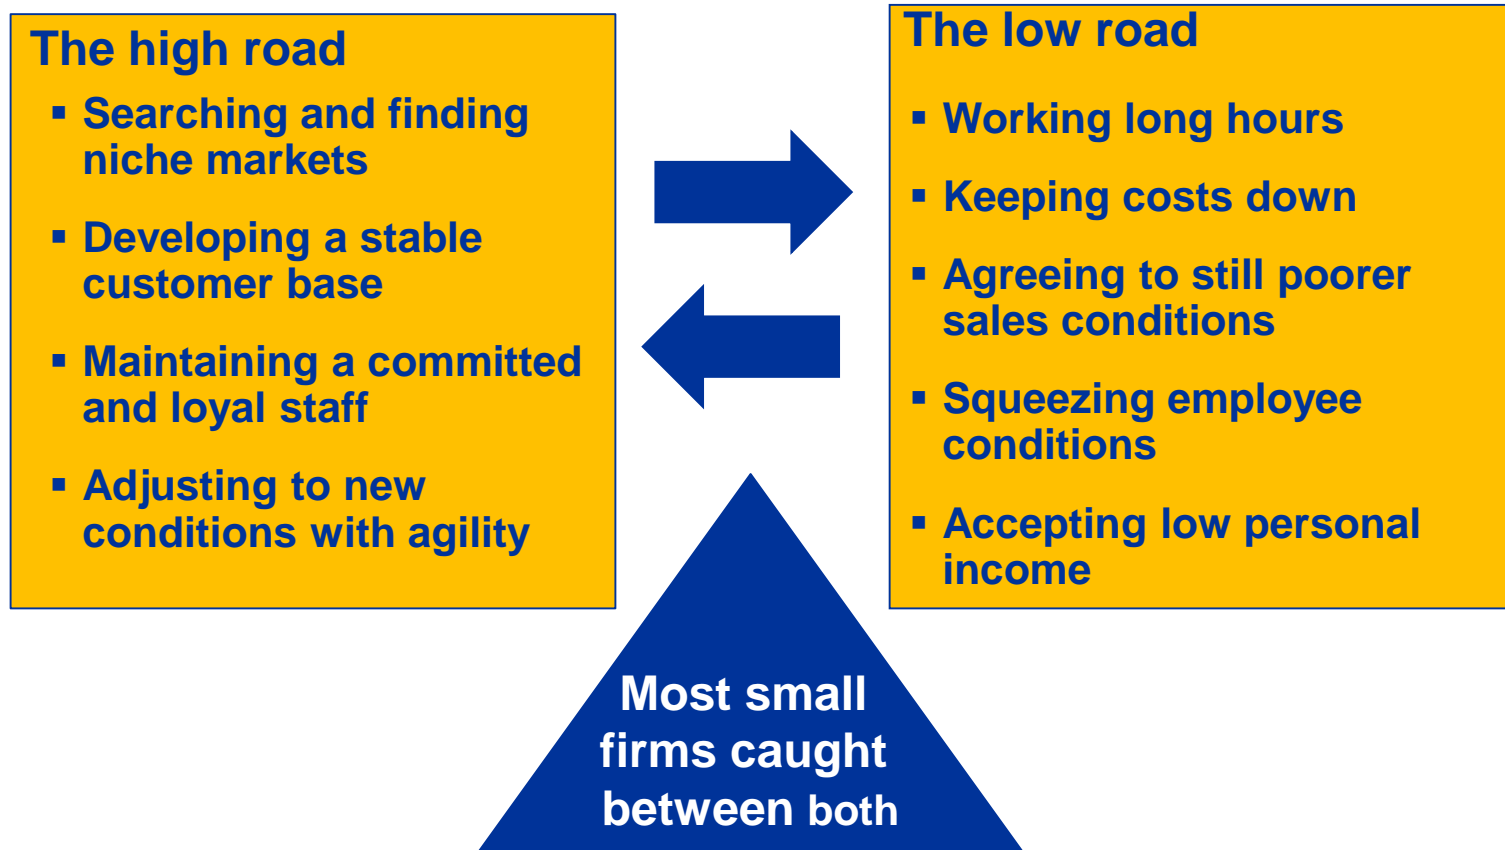 The high road
▪ Searching and finding
niche markets
▪ Developing a stable
customer base
▪ Maintaining a committed
and loyal staff
▪ Adjusting to new
conditions with agility
The low road
▪ Working long hours
▪ Keeping costs down
▪ Agreeing to still poorer
sales conditions
▪ Squeezing employee
conditions
▪ Accepting low personal
income
Most small
firms caught
between both